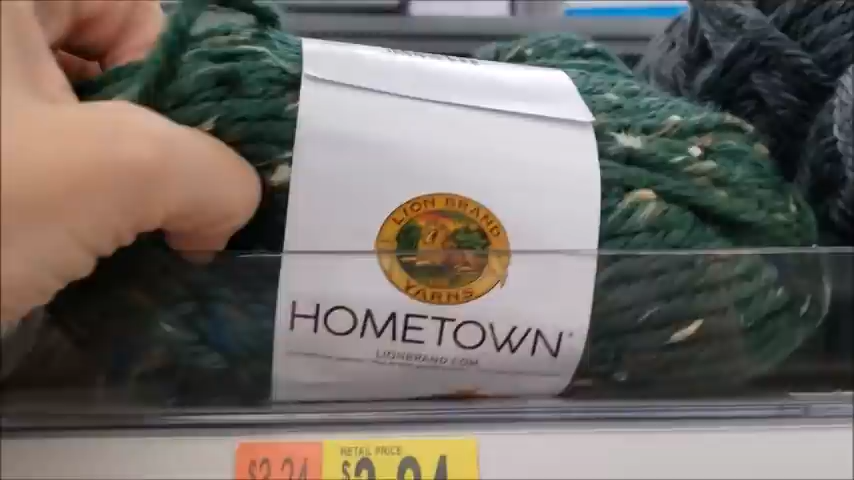 LION BRAND
YARNS
HOMETOWN
LIONBRAND.COM
RETAIL PRICE